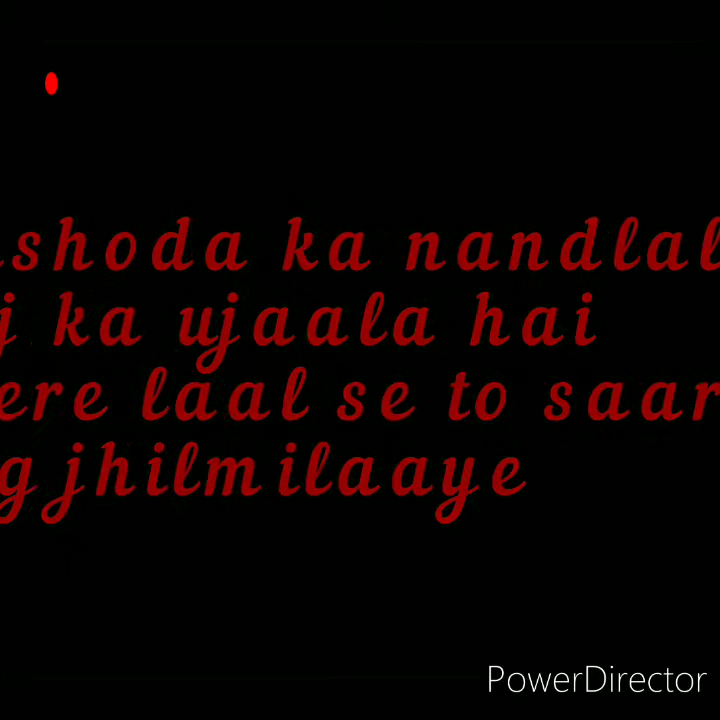 shoda ka nandlal
j ka ujaala hai
ere laal se to saar
g jhilmilaaye
PowerDirector